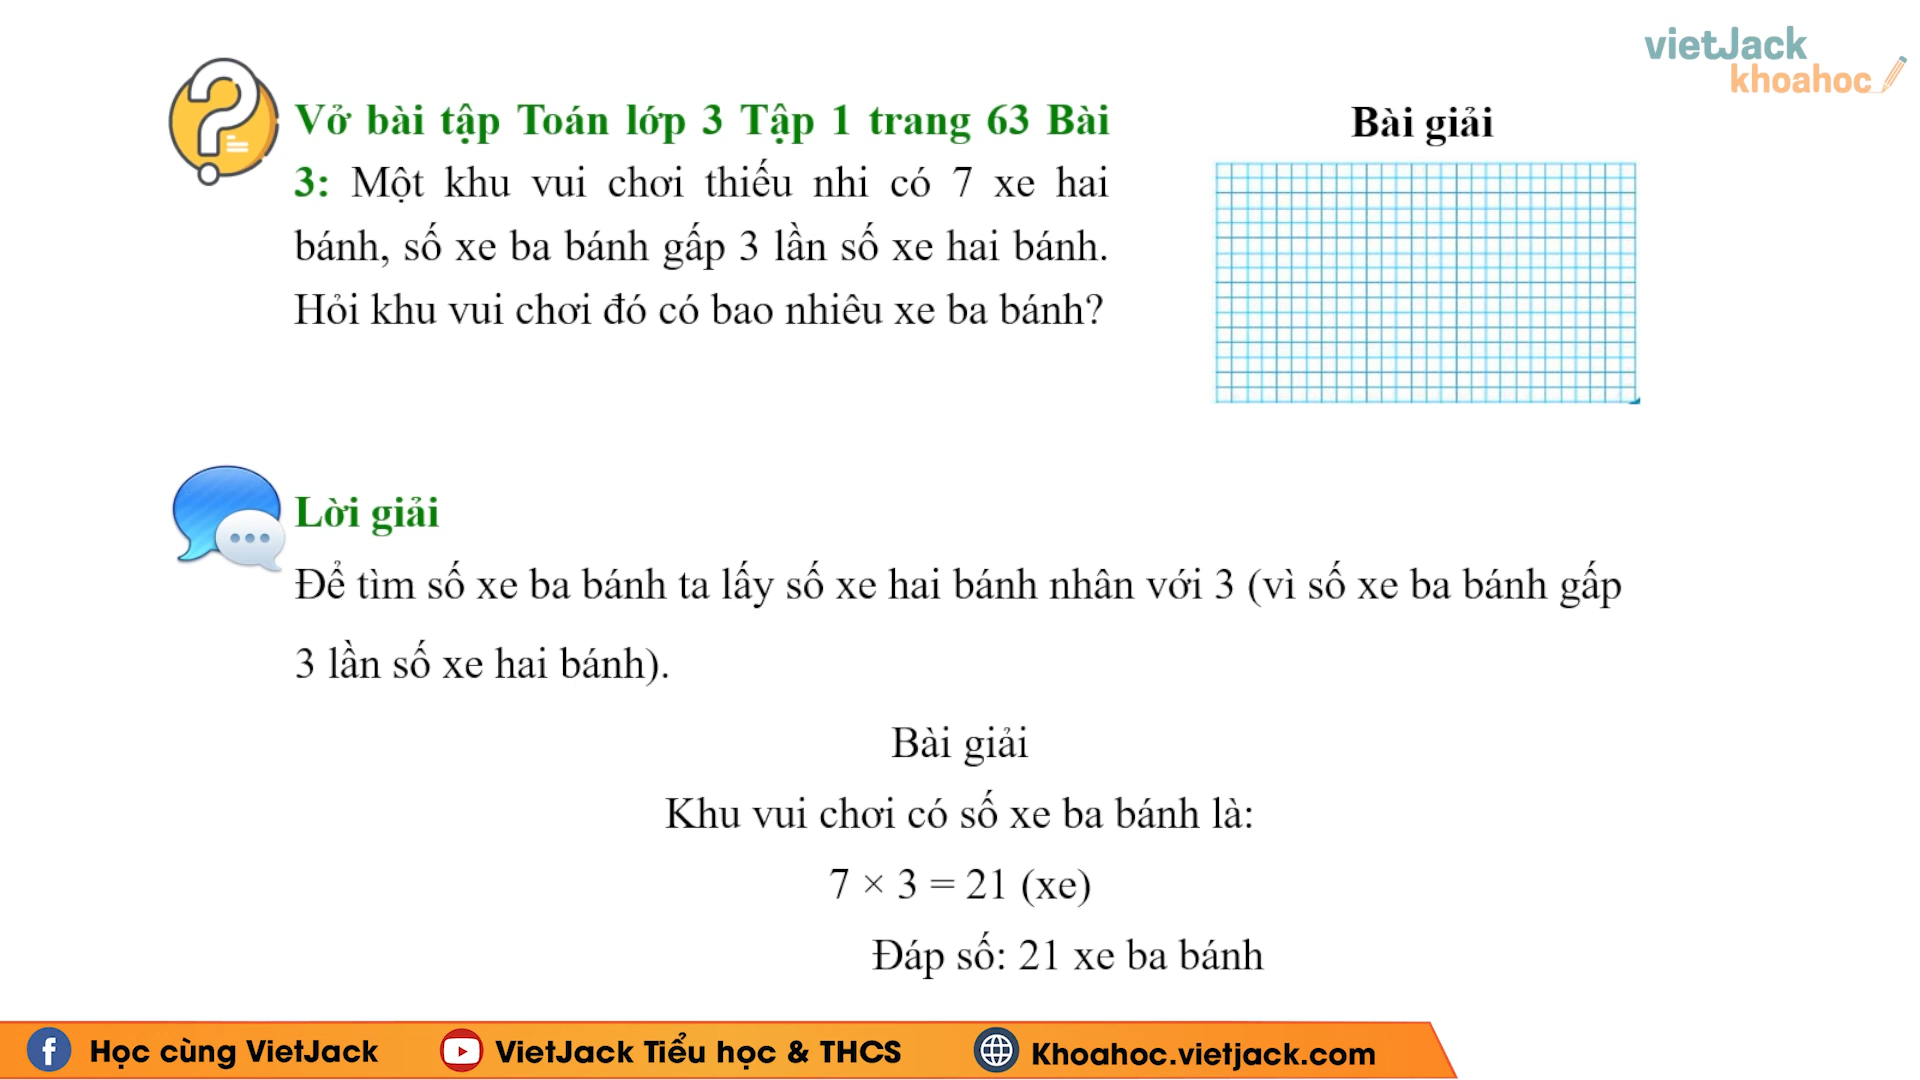 vietJack
khoahoc
Vở bài tập Toán lớp 3 Tập 1 trang 63 Bài
3: Một khu vui chơi thiếu nhi có 7 xe hai
bánh, số xe ba bánh gấp 3 lần số xe hai bánh.
Hỏi khu vui chơi đó có bao nhiêu xe ba bánh?
Bài giải
Lời giải
Để tìm số xe ba bánh ta lấy số xe hai bánh nhân với 3 (vì số xe ba bánh gấp
3 lần số xe hai bánh).
Bài giải
Khu vui chơi có số xe ba bánh là:
7 × 3 = 21 (xe)
Đáp số: 21 xe ba bánh
Học cùng VietJack
VietJack Tiểu học & THCS
Khoahoc.vietjack.com